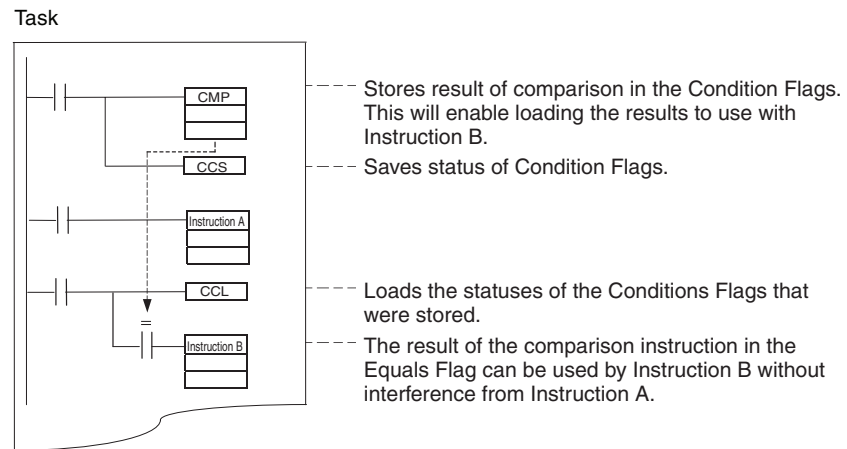 Task
CMP
Stores result of comparison in the Condition Flags.
This will enable loading the results to use with
Instruction B.
CCS
Saves status of Condition Flags.
Instruction A
CCL
Loads the statuses of the Conditions Flags that
were stored.
=
Instruction B
The result of the comparison instruction in the
Equals Flag can be used by Instruction B without
interference from Instruction A.